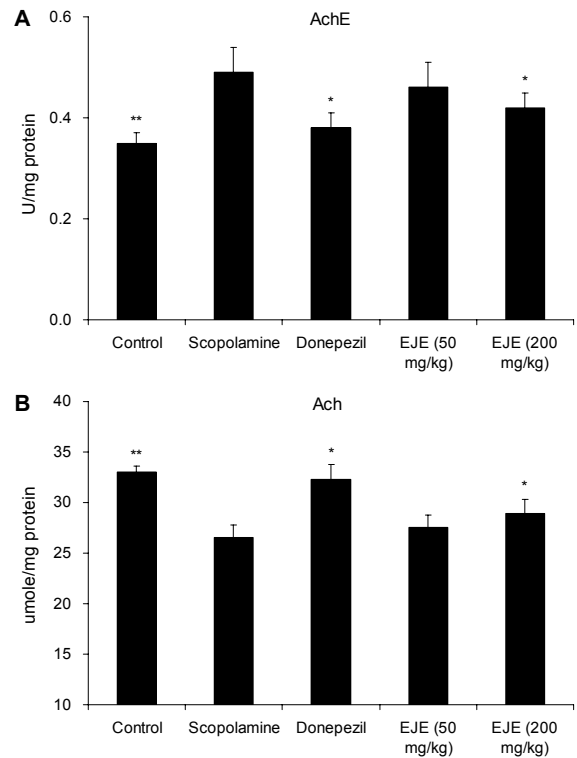 A
AchE
U/mg protein
0.6
0.4
0.2
0.0
**
*
*
Control
Scopolamine
Donepezil
EJE (50
mg/kg)
EJE (200
mg/kg)
B
Ach
umole/mg protein
40
35
33
30
25
20
15
10
**
*
*
Control
Scopolamine
Donepezil
EJE (50
mg/kg)
EJE (200
mg/kg)